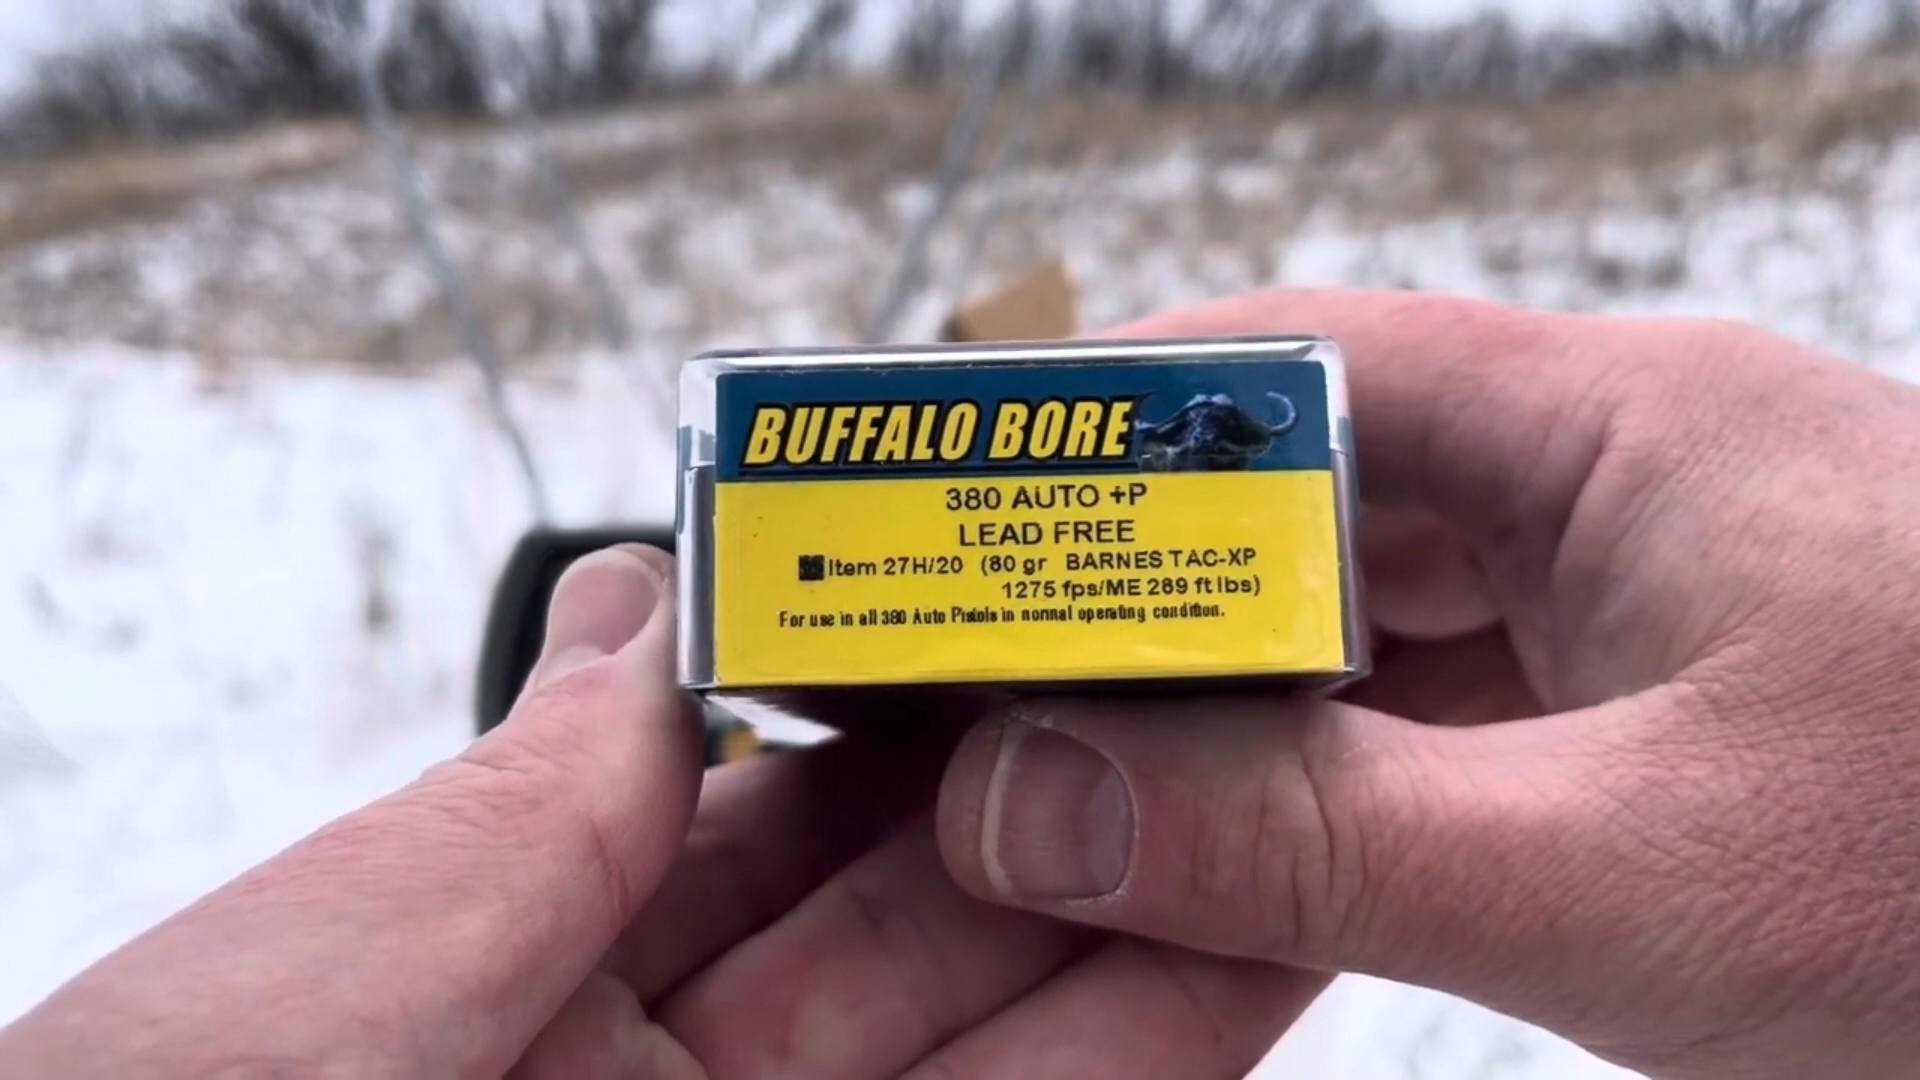 BUFFALO BORE
380 AUTO +P
LEAD FREE
Item 27H/20 (80 gr BARNES TAC-XP
1275 fps/ME 289 ft lbs)
For use in all 380 Auto Pistols in normal operating condition.